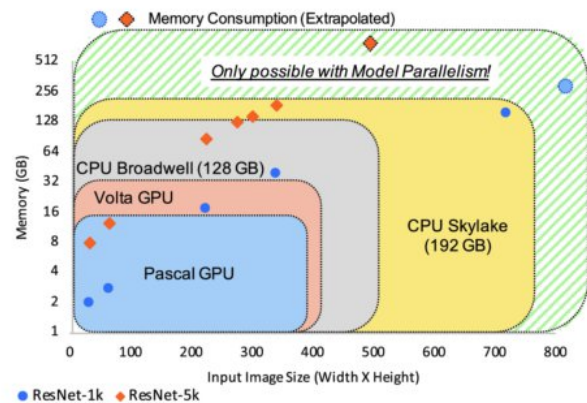 Memory Consumption (Extrapolated)
512
256
128
64
32
16
8
4
2
1
Memory (GB)
Only possible with Model Parallelism!
CPU Broadwell (128 GB)
Volta GPU
Pascal GPU
CPU Skylake
(192 GB)
0 100 200 300 400 500 600 700 800
Input Image Size (Width X Height)
ResNet-1k ResNet-5k